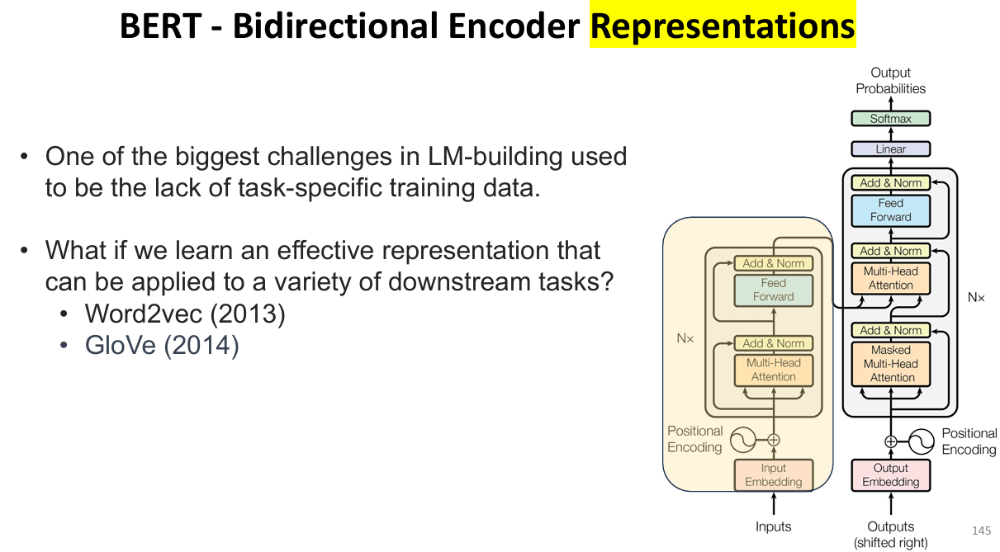 BERT - Bidirectional Encoder Representations
• One of the biggest challenges in LM-building used
to be the lack of task-specific training data.
• What if we learn an effective representation that
can be applied to a variety of downstream tasks?
• Word2vec (2013)
• GloVe (2014)
Output
Probabilities
Softmax
Linear
Add & Norm
Feed
Forward
Add & Norm
Multi-Head
Attention
Add & Norm
Masked
Multi-Head
Attention
N×
Positional
Encoding
Output
Embedding
Outputs
(shifted right)
Add & Norm
Feed
Forward
Add & Norm
Multi-Head
Attention
N×
Positional
Encoding
Input
Embedding
Inputs
145